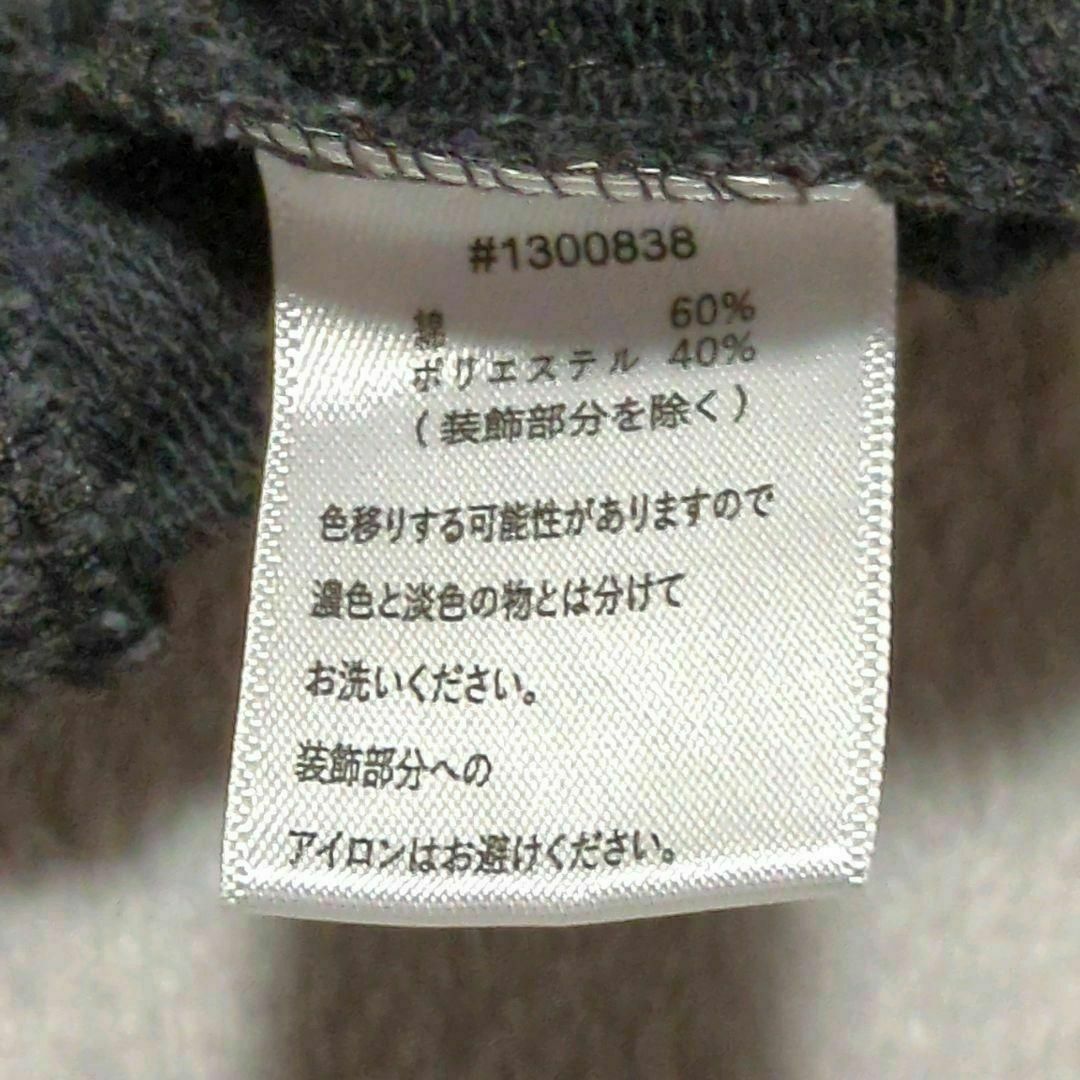 #1300838
綿 60%
ポリエステル 40%
(装飾部分を除く)
色移りする可能性がありますので
濃色と淡色の物とは分けて
お洗いください。
装飾部分への
アイロンはお避けください。